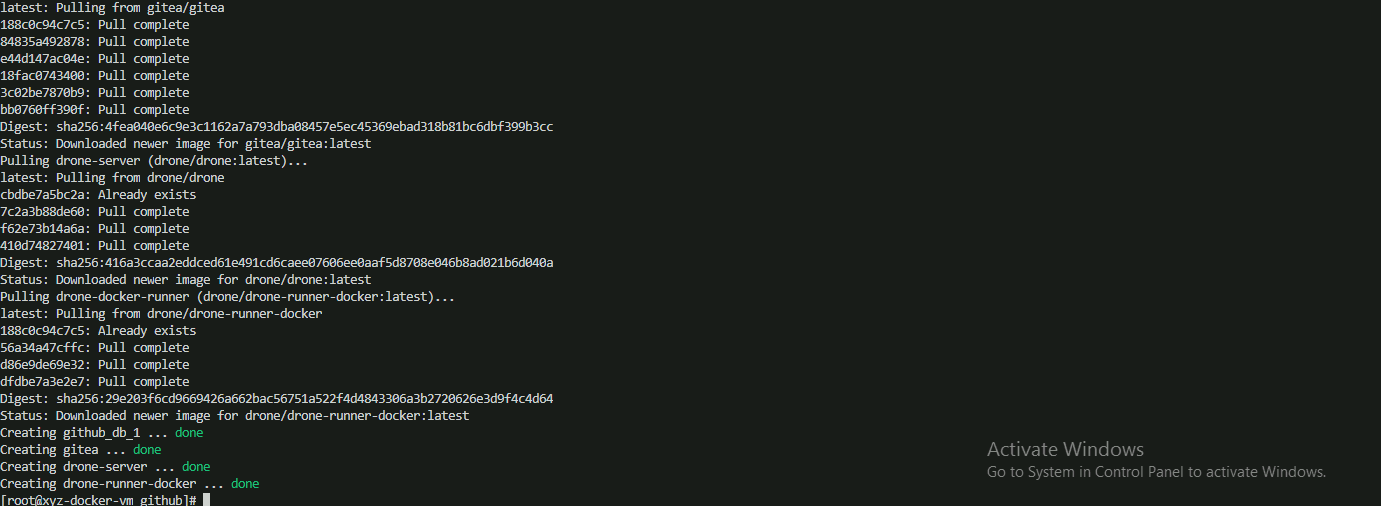 latest: Pulling from gitea/gitea
188c0c94c7c5: Pull complete
84835a492878: Pull complete
e44d147ac04e: Pull complete
18fac0743400: Pull complete
3c02be7870b9: Pull complete
bb0760ff390f: Pull complete
Digest: sha256:4fea040e6c9e3c1162a7a793dba08457e5ec45369ebad318b81bc6dbf399b3cc
Status: Downloaded newer image for gitea/gitea:latest
Pulling drone-server (drone/drone:latest)...
latest: Pulling from drone/drone
cbdbe7a5bc2a: Already exists
7c2a3b88de60: Pull complete
f62e73b14a6a: Pull complete
410d74827401: Pull complete
Digest: sha256:416a3ccaa2eddced61e491cd6caee07606ee0aaf5d8708e046b8ad021b6d040a
Status: Downloaded newer image for drone/drone:latest
Pulling drone-docker-runner (drone/drone-runner-docker:latest)...
latest: Pulling from drone/drone-runner-docker
188c0c94c7c5: Already exists
56a34a47cffc: Pull complete
d86e9de69e32: Pull complete
dfdbe7a3e2e7: Pull complete
Digest: sha256:29e203f6cd9669426a662bac56751a522f4d4843306a3b2720626e3d9f4c4d64
Status: Downloaded newer image for drone/drone-runner-docker:latest
Creating github_db_1 ... done
Creating gitea ... done
Creating drone-server ... done
Creating drone-runner-docker ... done
[root@xyz-docker-vm github]#
Activate Windows
Go to System in Control Panel to activate Windows.